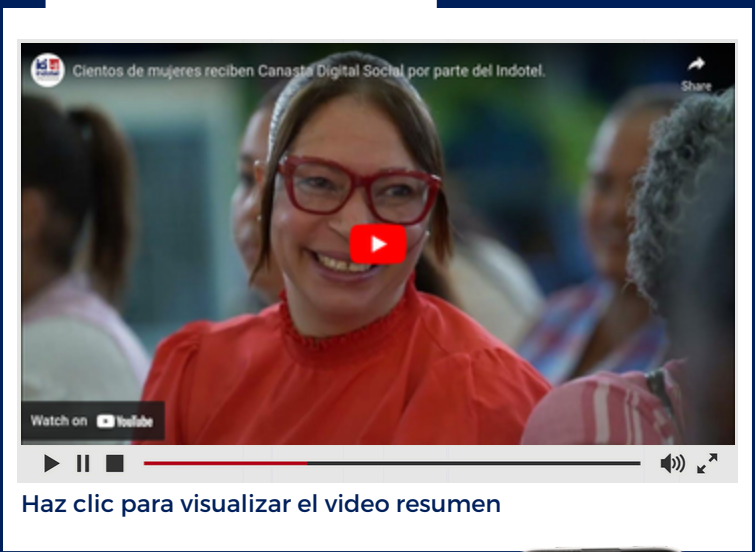 Cientos de mujeres reciben Canasta Digital Social por parte del Indotel.
Share
Watch on YouTube
Haz clic para visualizar el video resumen